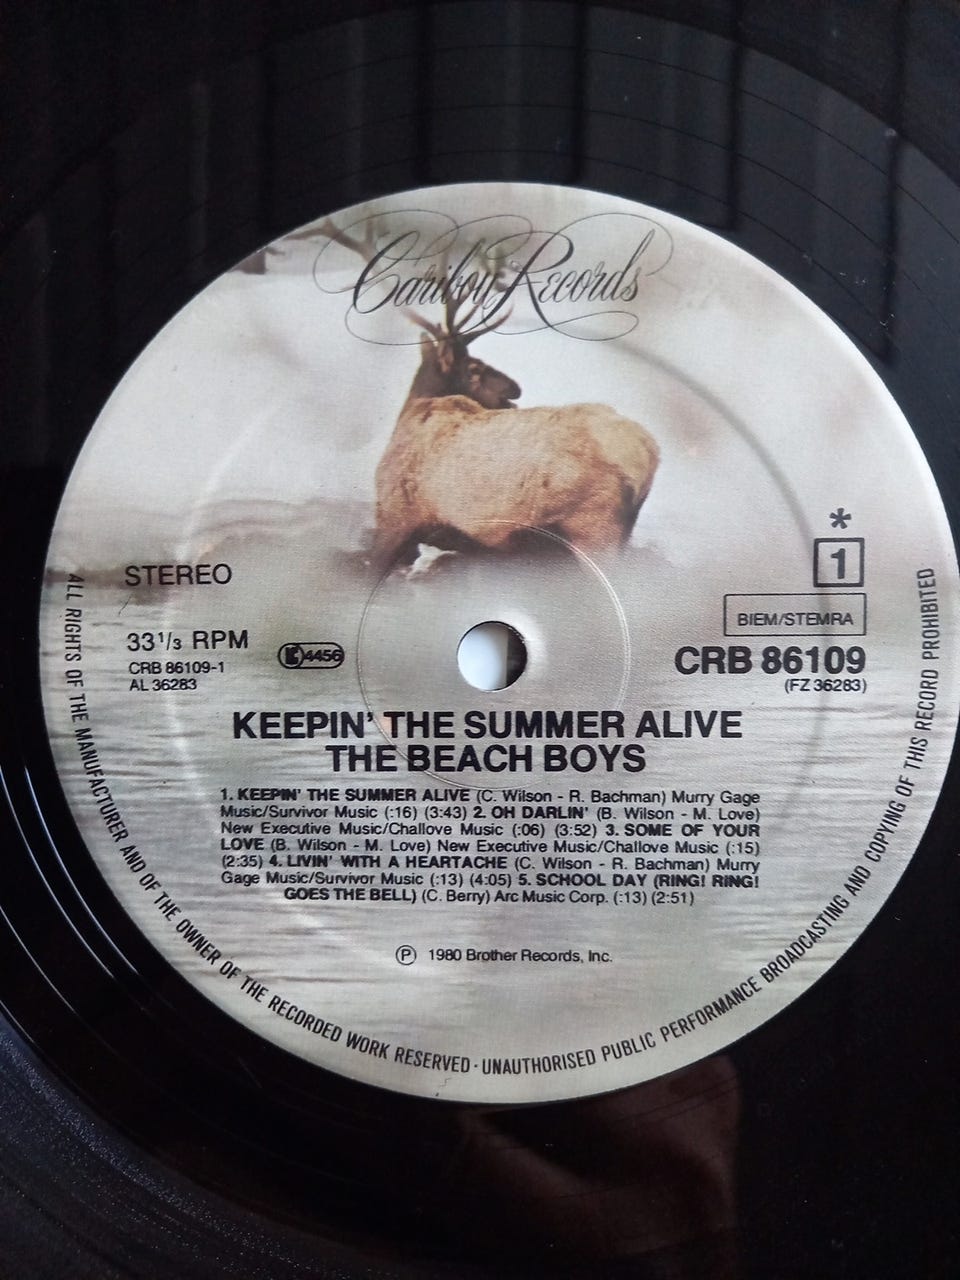 Caribou Records
*
1
STEREO
BIEM/STEMRA
33⅓ RPM
CRB 86109-1
AL 36283
4456
CRB 86109
(FZ 36283)
KEEPIN' THE SUMMER ALIVE
THE BEACH BOYS
1. KEEPIN' THE SUMMER ALIVE (C. Wilson - R. Bachman) Murry Gage
Music/Survivor Music (:16) (3:43) 2. OH DARLIN' (B. Wilson - M. Love)
New Executive Music/Challove Music (:06) (3:52) 3. SOME OF YOUR
LOVE (B. Wilson - M. Love) New Executive Music/Challove Music (:15)
(2:35) 4. LIVIN' WITH A HEARTACHE (C. Wilson - R. Bachman) Murry
Gage Music/Survivor Music (:13) (4:05) 5. SCHOOL DAY (RING! RING!
GOES THE BELL) (C. Berry) Arc Music Corp. (:13) (2:51)
Ⓟ 1980 Brother Records, Inc.
ALL RIGHTS OF THE MANUFACTURER AND OF THE OWNER OF THE RECORDED WORK RESERVED · UNAUTHORISED PUBLIC PERFORMANCE BROADCASTING AND COPYING OF THIS RECORD PROHIBITED